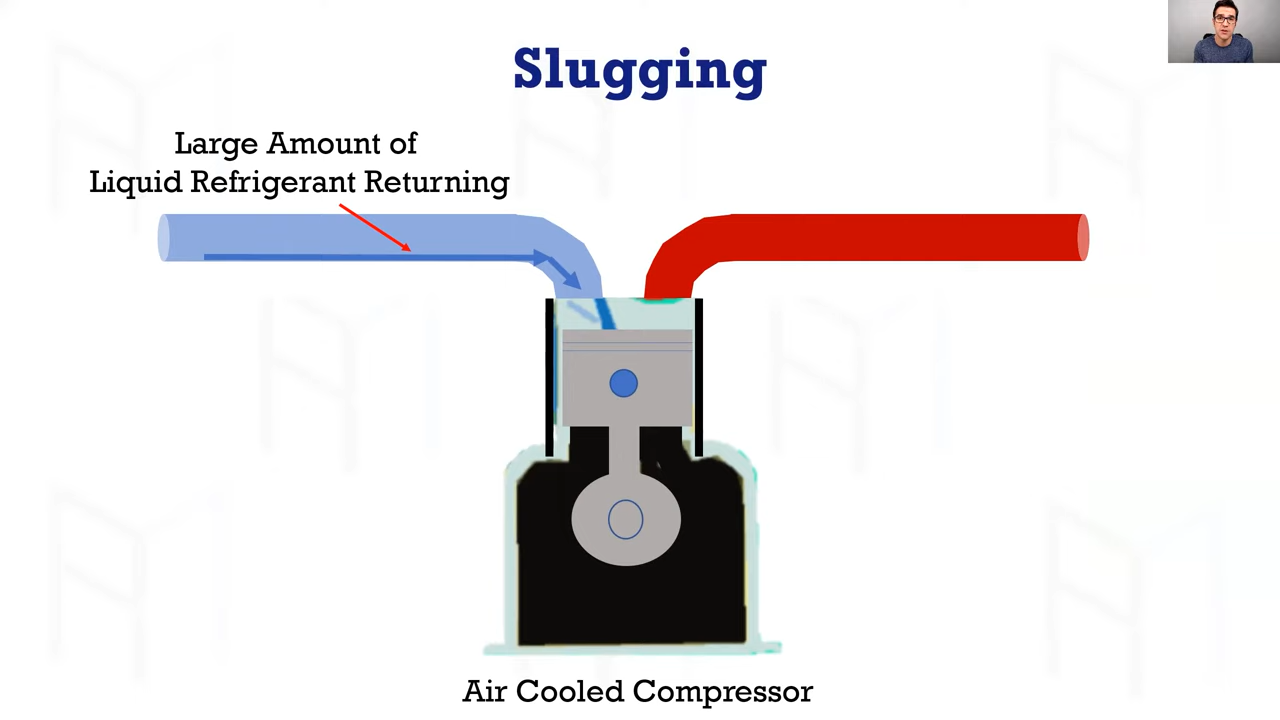 Slugging
Large Amount of
Liquid Refrigerant Returning
Air Cooled Compressor